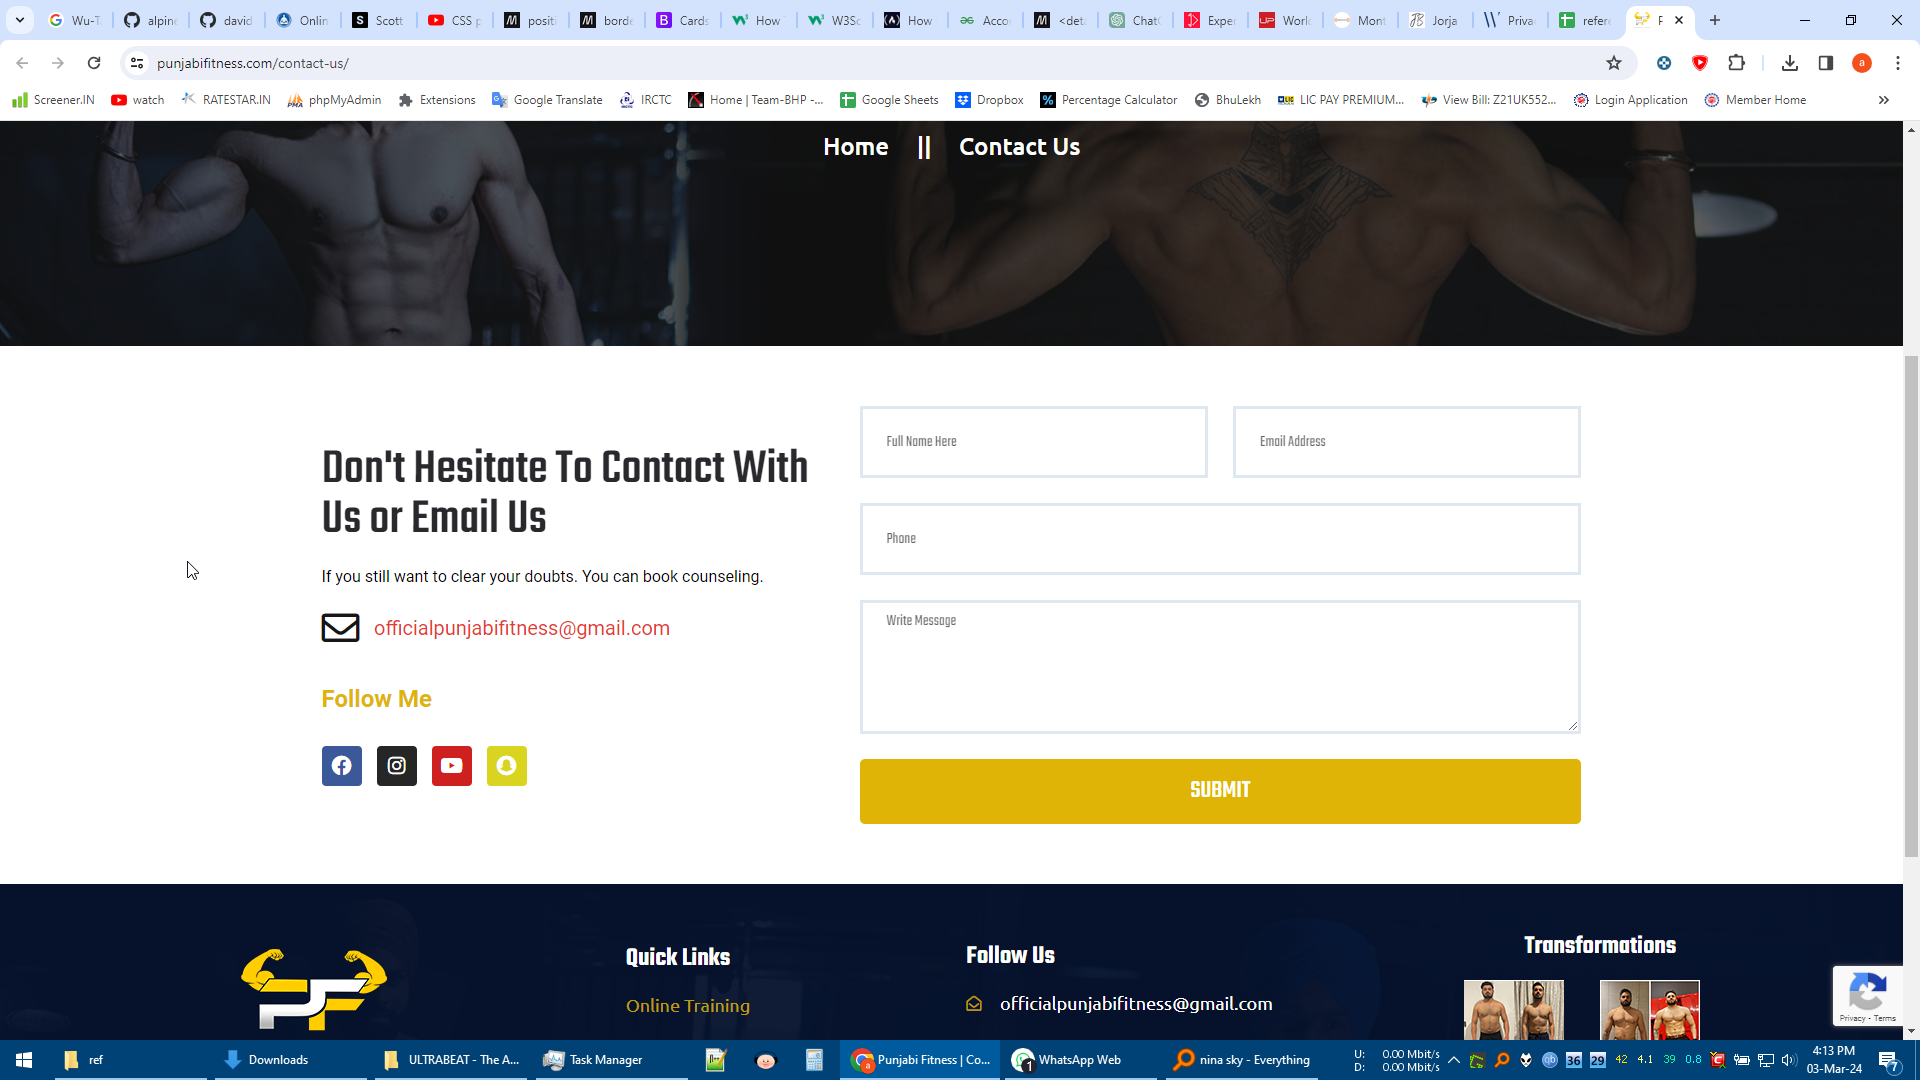 Wu-T
alpine
david
Onlin
Scott
CSS p
positi
borde
Cards
How
W3Sc
How
Acco
<deta
ChatG
Exper
Worl
Mont
Jorja
Priva
refere
P
punjabifitness.com/contact-us/
a
Screener.IN
watch
RATESTAR.IN
phpMyAdmin
Extensions
Google Translate
IRCTC
Home | Team-BHP -...
Google Sheets
Dropbox
Percentage Calculator
BhuLekh
LIC PAY PREMIUM...
View Bill: Z21UK552...
Login Application
Member Home
Home || Contact Us
Don't Hesitate To Contact With
Us or Email Us
If you still want to clear your doubts. You can book counseling.
officialpunjabifitness@gmail.com
Follow Me
Full Name Here
Email Address
Phone
Write Message
SUBMIT
Quick Links
Online Training
Follow Us
officialpunjabifitness@gmail.com
Transformations
Privacy - Terms
ref
Downloads
ULTRABEAT - The A...
Task Manager
Punjabi Fitness | Co...
1
WhatsApp Web
nina sky - Everything
U: 0.00 Mbit/s
D: 0.00 Mbit/s
36
29
42
4.1
39
0.8
4:13 PM
03-Mar-24
7